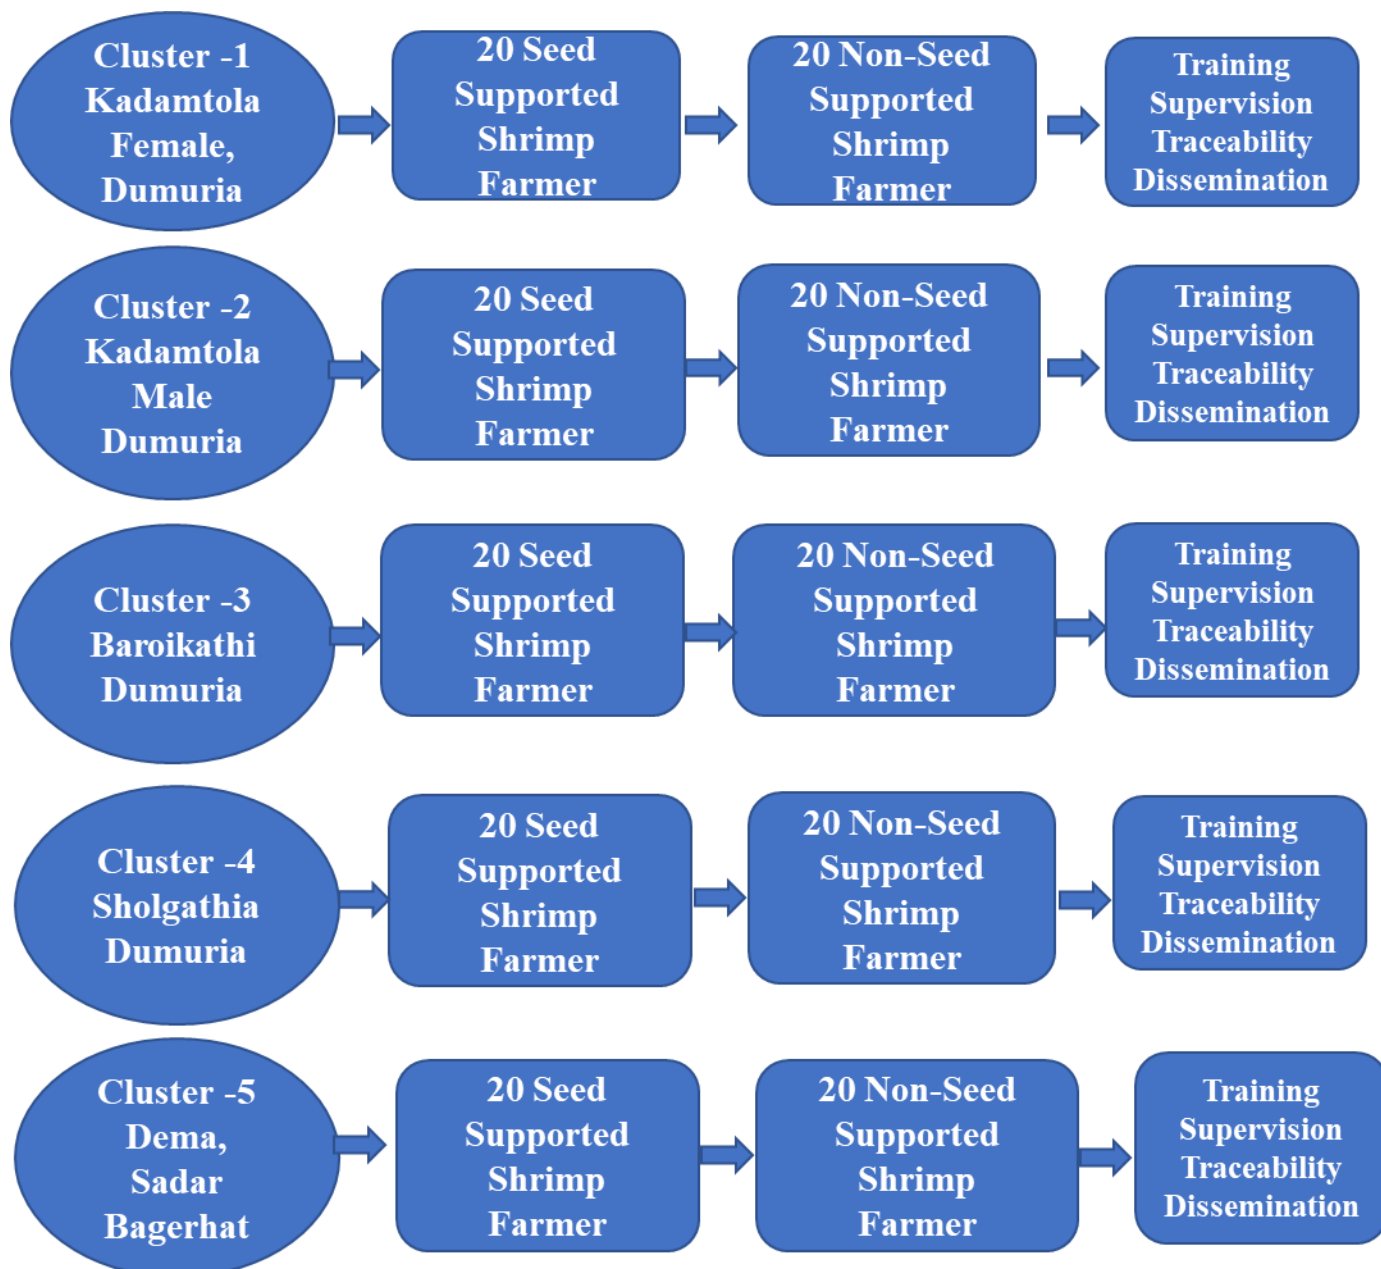 Cluster -1
Kadamtola
Female,
Dumuria
20 Seed
Supported
Shrimp
Farmer
20 Non-Seed
Supported
Shrimp
Farmer
Training
Supervision
Traceability
Dissemination
Cluster -2
Kadamtola
Male
Dumuria
20 Seed
Supported
Shrimp
Farmer
20 Non-Seed
Supported
Shrimp
Farmer
Training
Supervision
Traceability
Dissemination
Cluster -3
Baroikathi
Dumuria
20 Seed
Supported
Shrimp
Farmer
20 Non-Seed
Supported
Shrimp
Farmer
Training
Supervision
Traceability
Dissemination
Cluster -4
Sholgathia
Dumuria
20 Seed
Supported
Shrimp
Farmer
20 Non-Seed
Supported
Shrimp
Farmer
Training
Supervision
Traceability
Dissemination
Cluster -5
Dema,
Sadar
Bagerhat
20 Seed
Supported
Shrimp
Farmer
20 Non-Seed
Supported
Shrimp
Farmer
Training
Supervision
Traceability
Dissemination